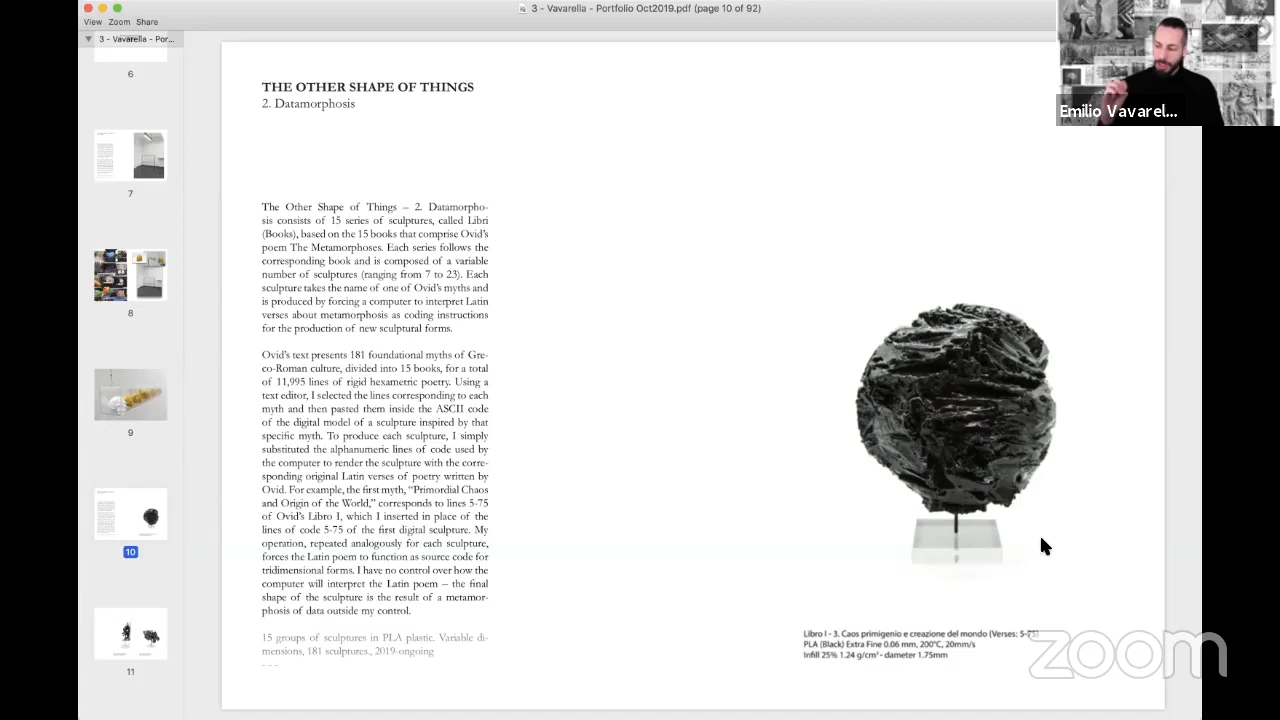 3 - Vavarella - Portfolio Oct2019.pdf (page 10 of 92)
View Zoom Share
3 - Vavarella - Por...
6
7
8
9
10
11
THE OTHER SHAPE OF THINGS
2. Datamorphosis
The Other Shape of Things – 2. Datamorpho-
sis consists of 15 series of sculptures, called Libri
(Books), based on the 15 books that comprise Ovid's
poem The Metamorphoses. Each series follows the
corresponding book and is composed of a variable
number of sculptures (ranging from 7 to 23). Each
sculpture takes the name of one of Ovid's myths and
is produced by forcing a computer to interpret Latin
verses about metamorphosis as coding instructions
for the production of new sculptural forms.
Ovid's text presents 181 foundational myths of Gre-
co-Roman culture, divided into 15 books, for a total
of 11,995 lines of rigid hexametric poetry. Using a
text editor, I selected the lines corresponding to each
myth and then pasted them inside the ASCII code
of the digital model of a sculpture inspired by that
specific myth. To produce each sculpture, I simply
substituted the alphanumeric lines of code used by
the computer to render the sculpture with the corre-
sponding original Latin verses of poetry written by
Ovid. For example, the first myth, “Primordial Chaos
and Origin of the World,” corresponds to lines 5-75
of Ovid's Libro I, which I inserted in place of the
lines of code 5-75 of the first digital sculpture. My
operation, repeated analogously for each sculpture,
forces the Latin poem to function as source code for
tridimensional forms. I have no control over how the
computer will interpret the Latin poem – the final
shape of the sculpture is the result of a metamor-
phosis of data outside my control.
15 groups of sculptures in PLA plastic. Variable di-
mensions, 181 sculptures., 2019-ongoing
- - -
Libro I - 3. Caos primigenio e creazione del mondo (Verses: 5-75)
PLA (Black) Extra Fine 0.06 mm, 200°C, 20mm/s
Infill 25% 1.24 g/cm³ - dameter 1.75mm
Emilio Vavarel...
zoom